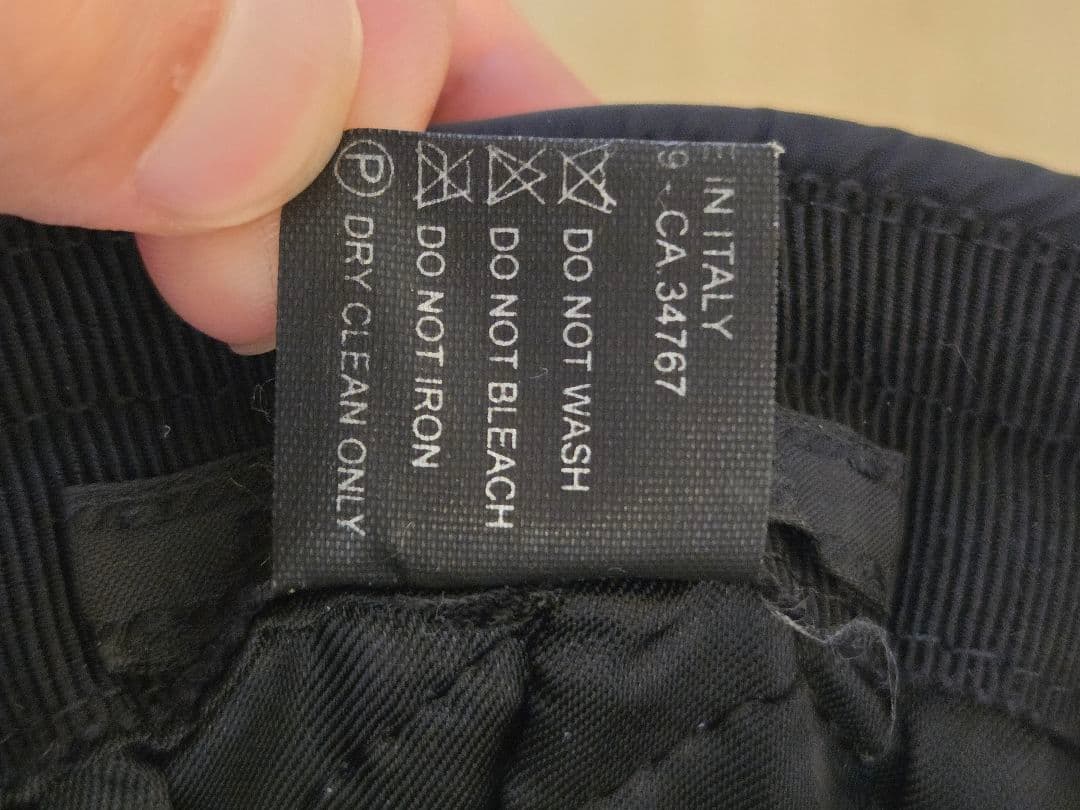 IN ITALY
CA.34767
DO NOT WASH
DO NOT BLEACH
DO NOT IRON
Ⓟ DRY CLEAN ONLY